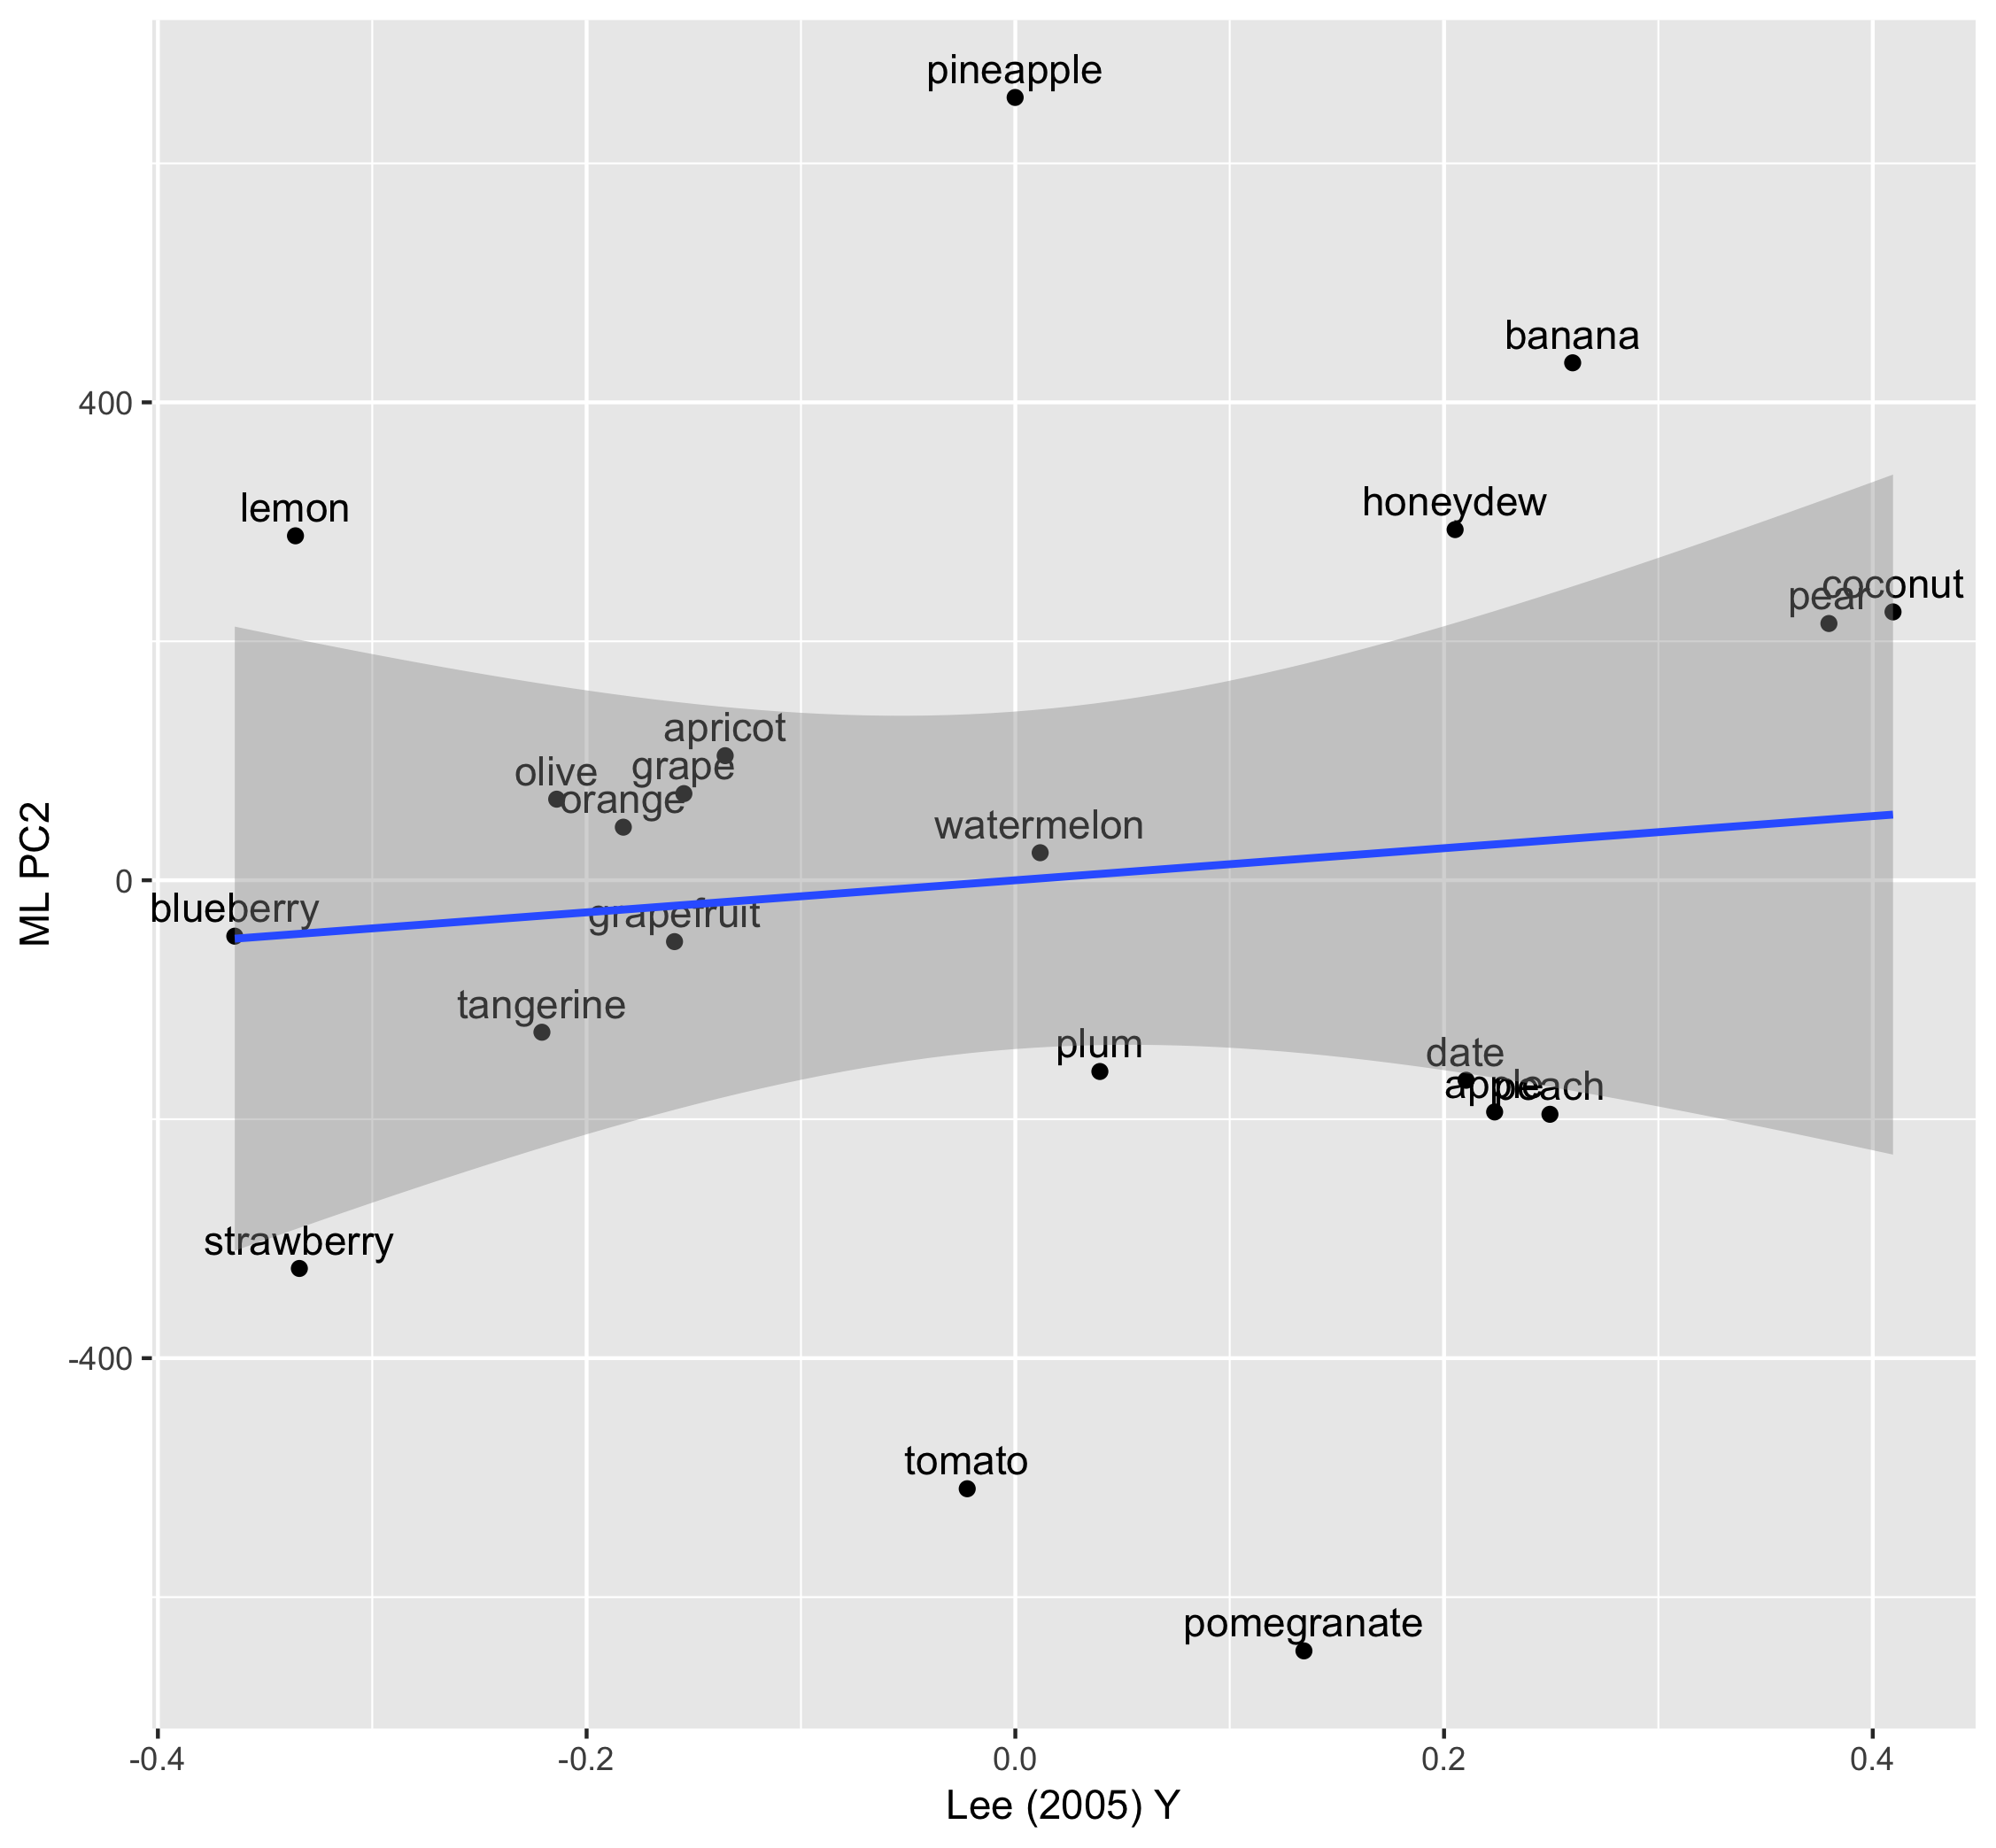 pineapple
banana
400
lemon
honeydew
coconut
pear
apricot
grape
olive
orange
watermelon
0
blueberry
grapefruit
tangerine
plum
date
apple
peach
strawberry
-400
tomato
pomegranate
-0.4
-0.2
0.0
0.2
0.4
Lee (2005) Y
ML PC2